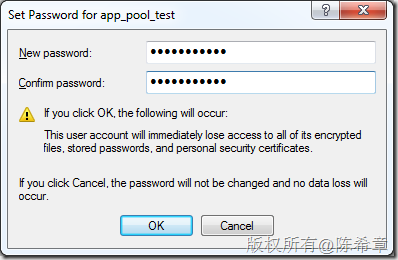 Set Password for app_pool_test
New password:
●●●●●●●●●●●
Confirm password:
●●●●●●●●●●●
If you click OK, the following will occur:
This user account will immediately lose access to all of its encrypted
files, stored passwords, and personal security certificates.
If you click Cancel, the password will not be changed and no data loss will
occur.
OK
Cancel
版权所有@陈希章